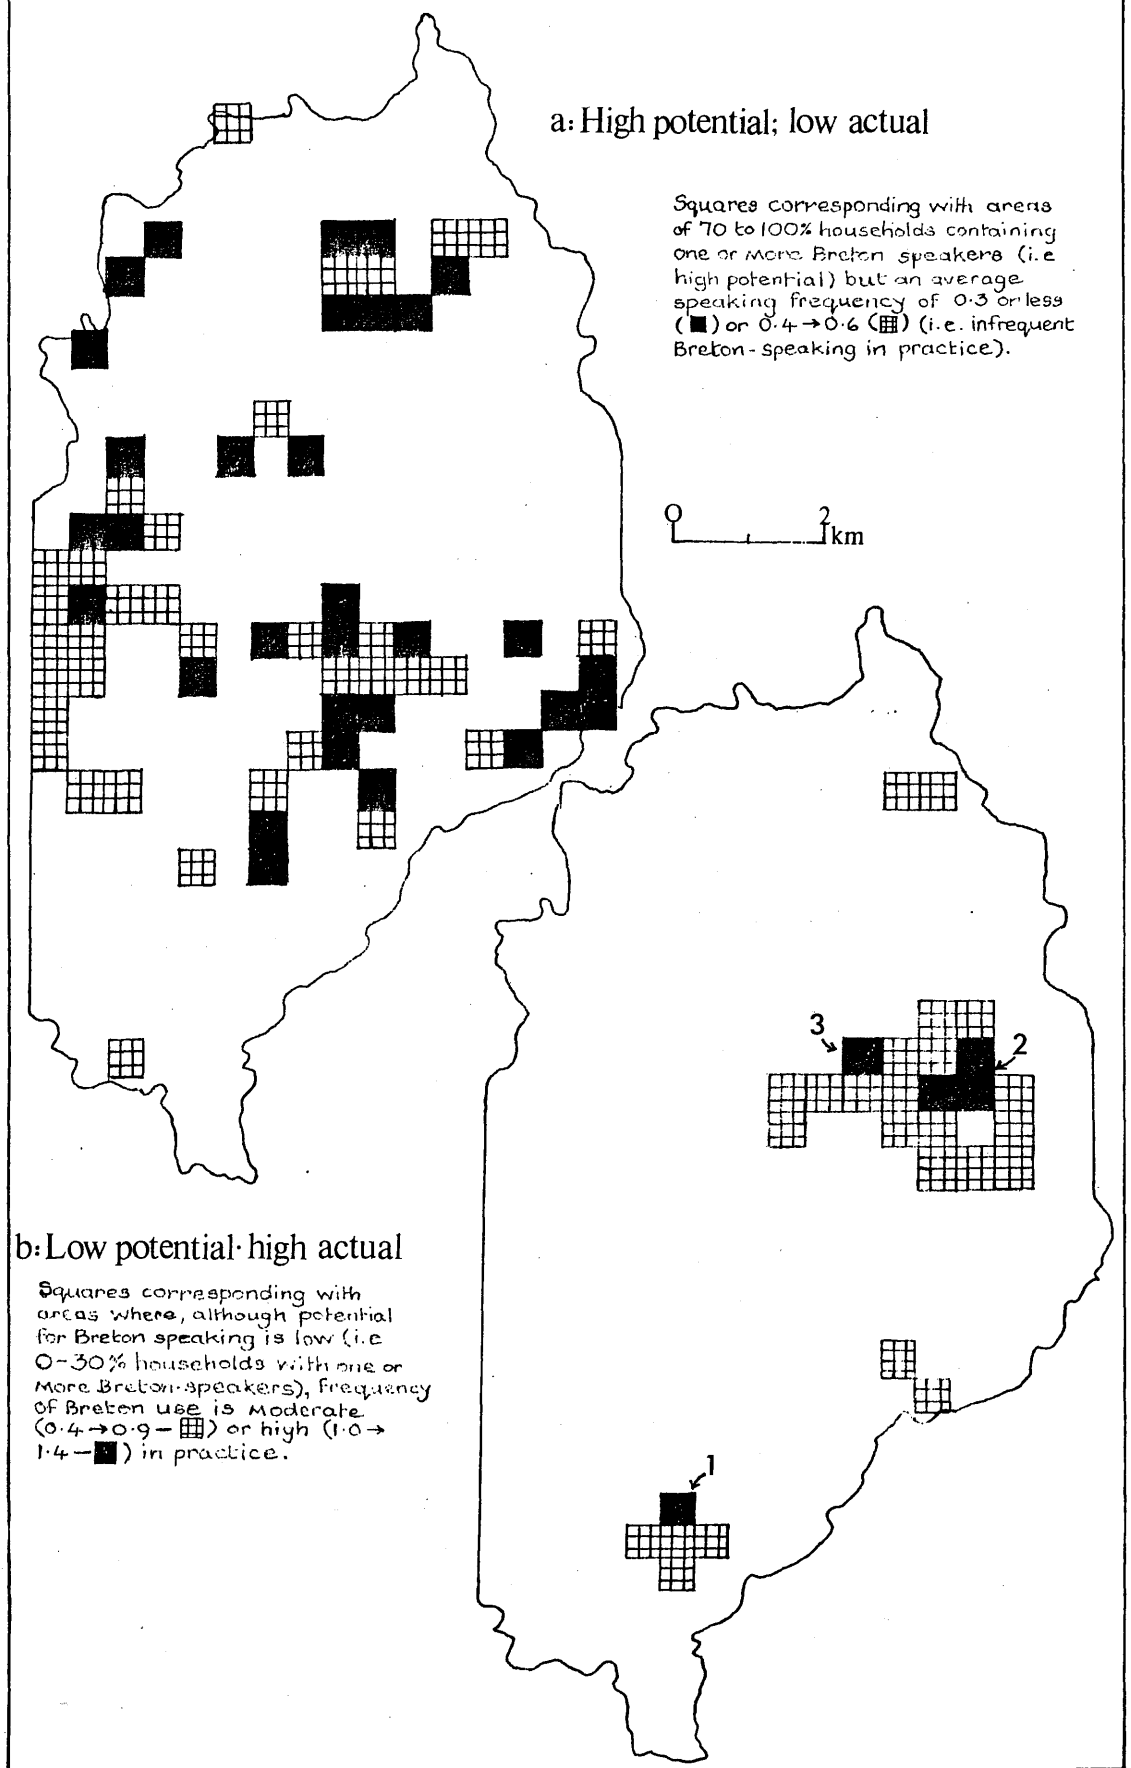 a: High potential; low actual
Squares corresponding with areas
of 70 to 100% households containing
one or more Breton speakers (i.e
high potential) but an average
speaking frequency of 0·3 or less
(■) or 0·4→0·6 (▦) (i.e. infrequent
Breton-speaking in practice).
0 2
km
3
2
b: Low potential· high actual
Squares corresponding with
areas where, although potential
for Breton speaking is low (i.e
0-30% households with one or
More Breton-speakers), frequency
of Breton use is Moderate
(0·4→0·9-▦) or high (1·0→
1·4-■) in practice.
1